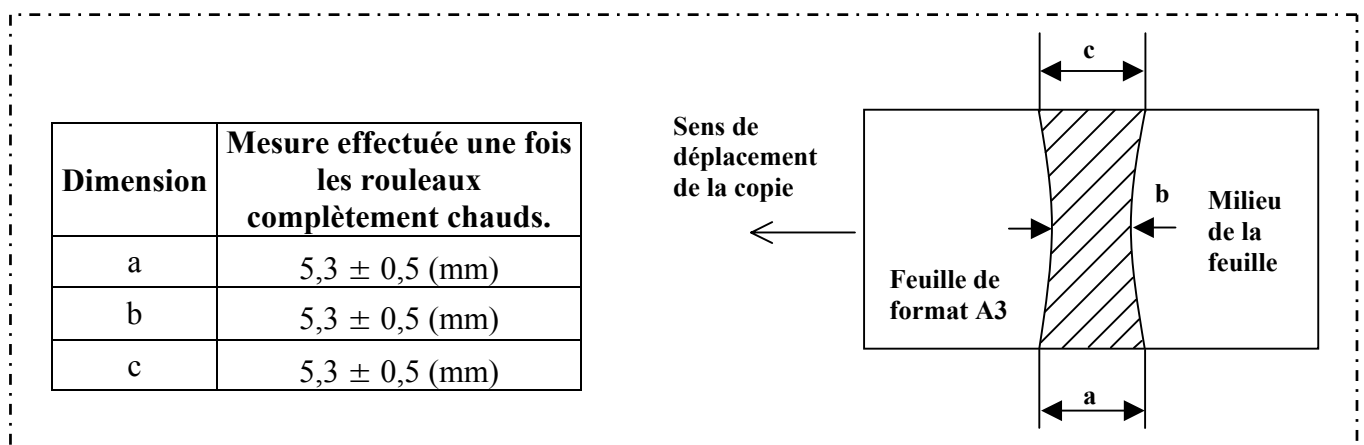 Dimension
Mesure effectuée une fois
les rouleaux
complètement chauds.
a
5,3 ± 0,5 (mm)
b
5,3 ± 0,5 (mm)
c
5,3 ± 0,5 (mm)
Sens de
déplacement
de la copie
c
b
Milieu
de la
feuille
Feuille de
format A3
a